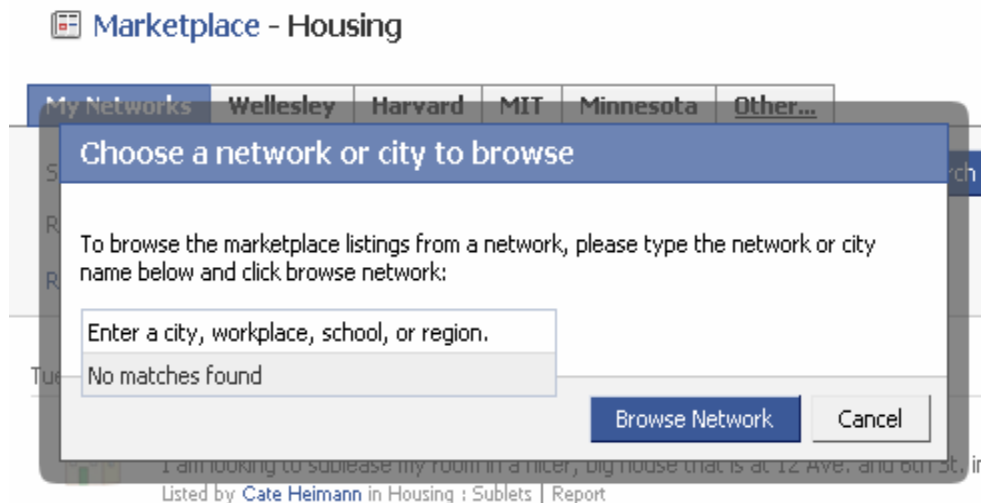 Marketplace - Housing
My Networks Wellesley Harvard MIT Minnesota Other...
Choose a network or city to browse
To browse the marketplace listings from a network, please type the network or city
name below and click browse network:
Enter a city, workplace, school, or region.
No matches found
Browse Network Cancel
I am looking to sublease my room in a nicer, big house that is at 12 Ave. and 6th St. in
Listed by Cate Heimann in Housing : Sublets | Report